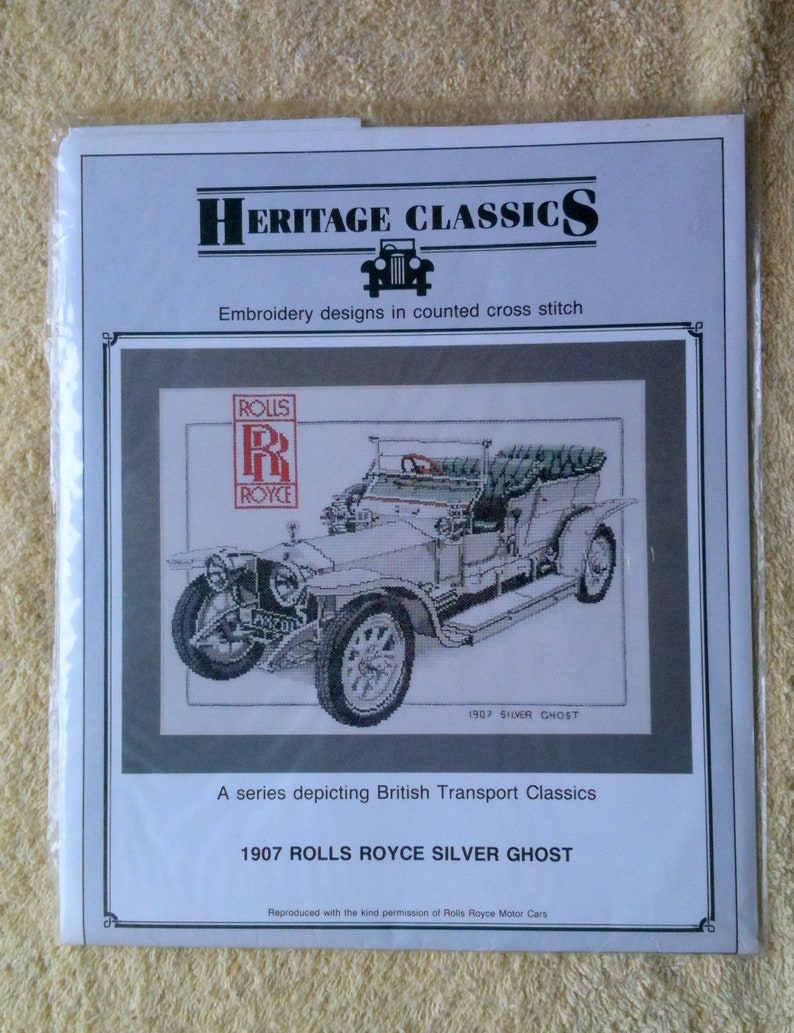 HERITAGE CLASSICS
Embroidery designs in counted cross stitch
ROLLS
RR
ROYCE
1907 SILVER GHOST
A series depicting British Transport Classics
1907 ROLLS ROYCE SILVER GHOST
Reproduced with the kind permission of Rolls Royce Motor Cars